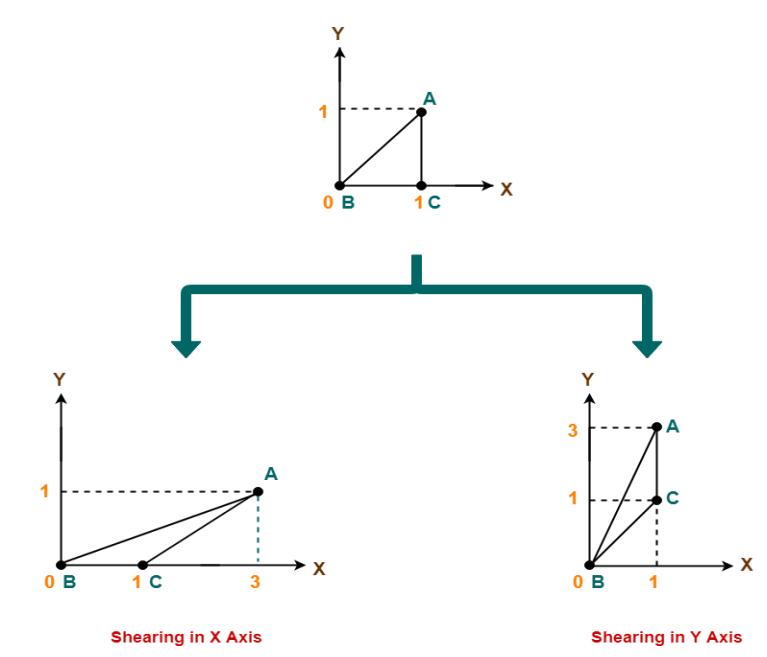 Y
A
1
X
0 B 1 C
Y
A
1
X
0 B 1 C 3
Shearing in X Axis
Y
3 A
1 C
X
0 B 1
Shearing in Y Axis